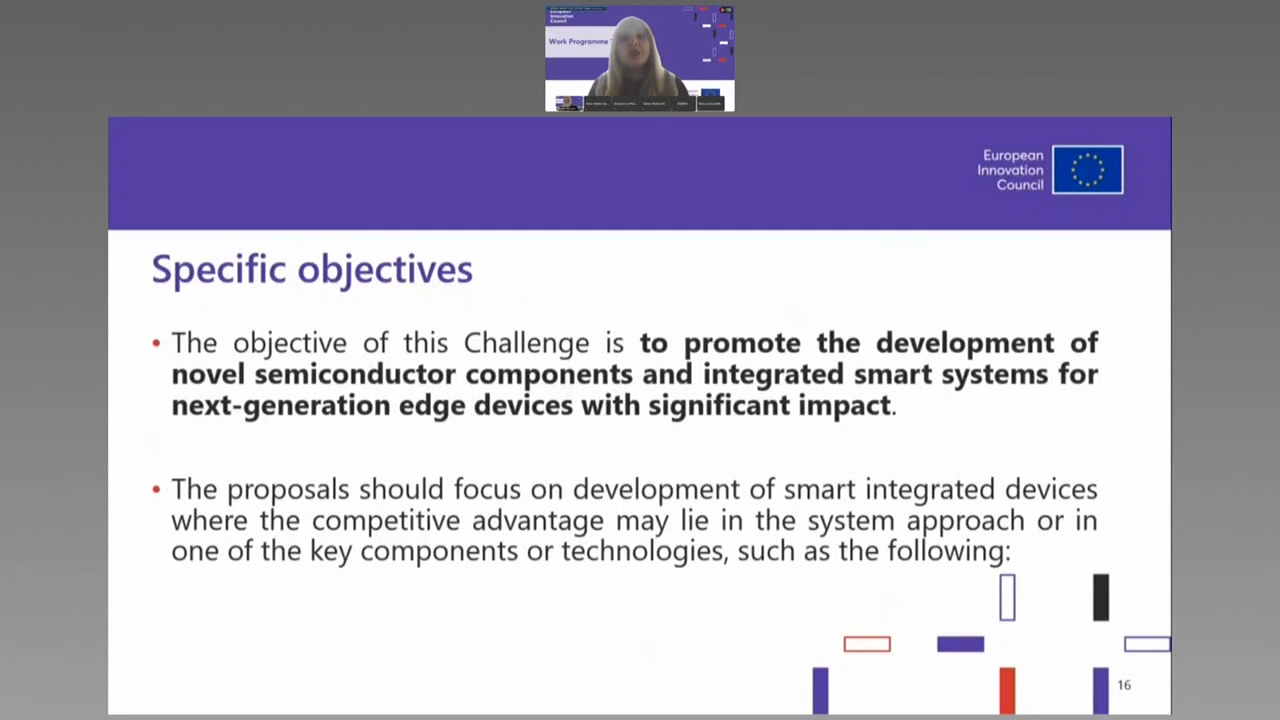 European
Innovation
Council
Work Programme
European
Innovation
Council
Specific objectives
• The objective of this Challenge is to promote the development of
novel semiconductor components and integrated smart systems for
next-generation edge devices with significant impact.
• The proposals should focus on development of smart integrated devices
where the competitive advantage may lie in the system approach or in
one of the key components or technologies, such as the following:
16